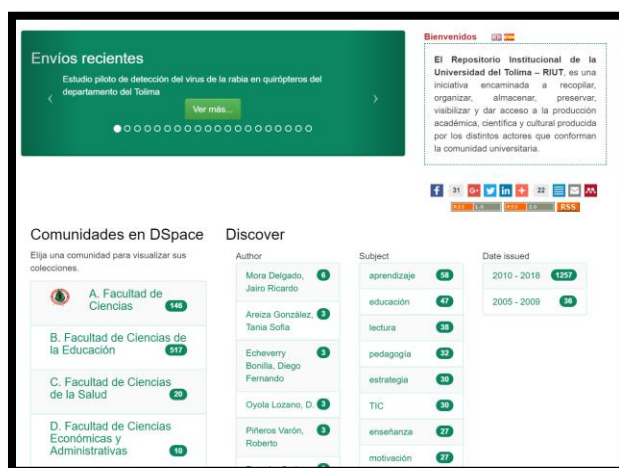 Envíos recientes
Estudio piloto de detección del virus de la rabia en quirópteros del
departamento del Tolima
Ver más...
Bienvenidos
El Repositorio Institucional de la
Universidad del Tolima – RIUT, es una
iniciativa encaminada a recopilar,
organizar, almacenar, preservar,
visibilizar y dar acceso a la producción
académica, científica y cultural producida
por los distintos actores que conforman
la comunidad universitaria.
31
22
RSS 1.0 RSS 2.0 RSS
Comunidades en DSpace
Elija una comunidad para visualizar sus
colecciones.
A. Facultad de
Ciencias 146
B. Facultad de Ciencias de
la Educación 517
C. Facultad de Ciencias
de la Salud 20
D. Facultad de Ciencias
Económicas y
Administrativas 10
Discover
Author
Mora Delgado, 6
Jairo Ricardo
Areiza González, 3
Tania Sofia
Echeverry 3
Bonilla, Diego
Fernando
Oyola Lozano, D. 3
Piñeros Varón, 3
Roberto
Subject
aprendizaje 58
educación 47
lectura 38
pedagogía 32
estrategia 30
TIC 30
enseñanza 27
motivación 27
Date issued
2010 - 2018 1257
2005 - 2009 36